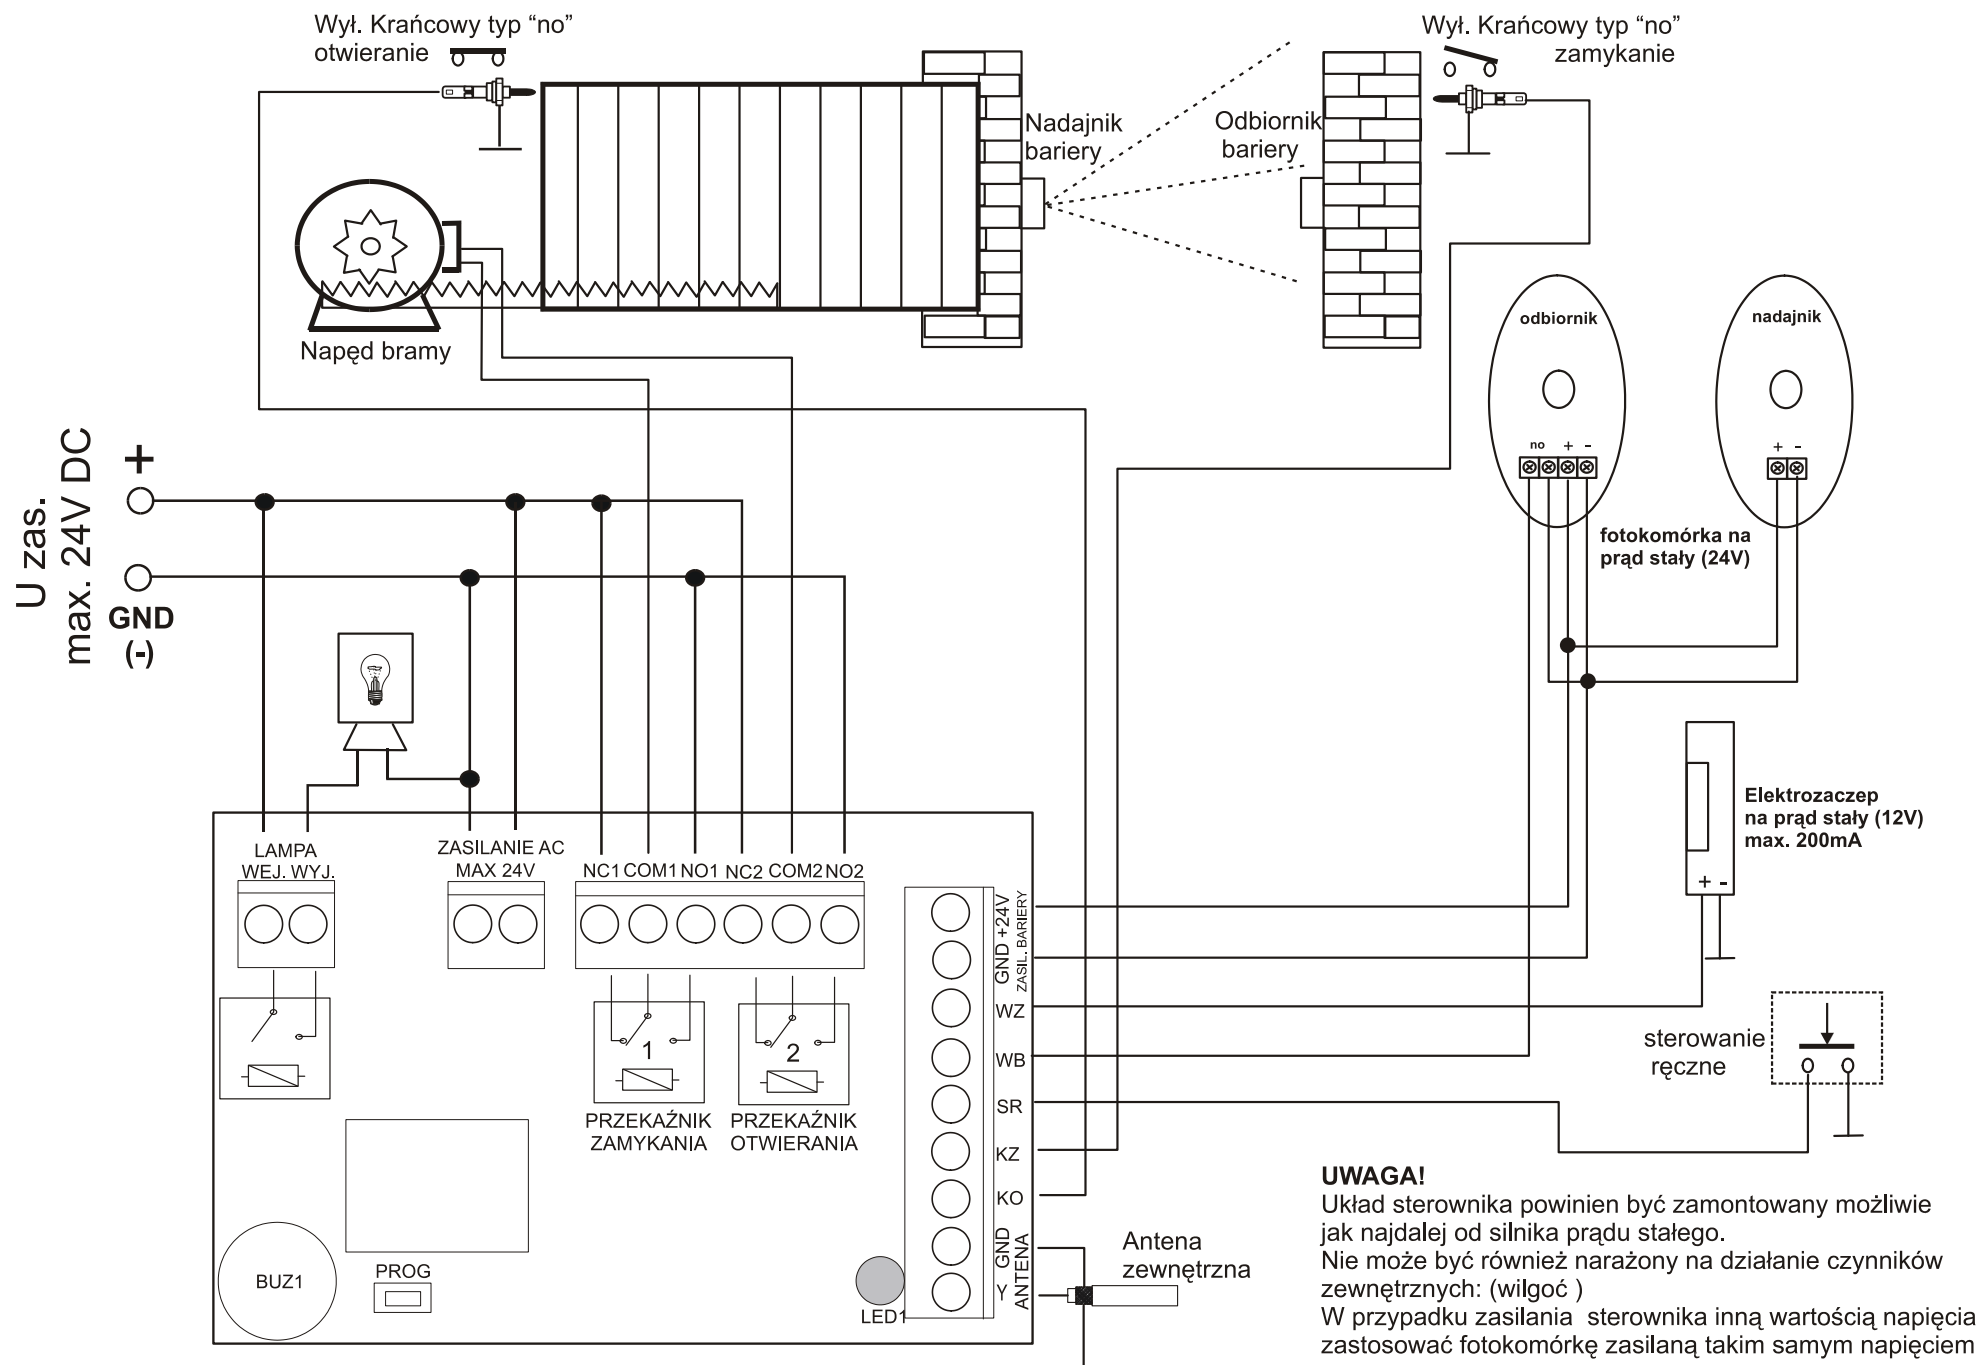 Wył. Krańcowy typ “no”
otwieranie
Wył. Krańcowy typ “no”
zamykanie
Nadajnik
bariery
Odbiornik
bariery
Napęd bramy
odbiornik
no + -
nadajnik
+ -
fotokomórka na
prąd stały (24V)
U zas.
max. 24V DC
+
GND
(-)
Elektrozaczep
na prąd stały (12V)
max. 200mA
+ -
LAMPA
WEJ. WYJ.
ZASILANIE AC
MAX 24V
NC1 COM1 NO1 NC2 COM2 NO2
GND +24V
ZASIL. BARIERY
WZ
WB
SR
KZ
KO
GND
Y
ANTENA
1
PRZEKAŹNIK
ZAMYKANIA
2
PRZEKAŹNIK
OTWIERANIA
sterowanie
ręczne
BUZ1
PROG
LED1
Antena
zewnętrzna
UWAGA!
Układ sterownika powinien być zamontowany możliwie
jak najdalej od silnika prądu stałego.
Nie może być również narażony na działanie czynników
zewnętrznych: (wilgoć )
W przypadku zasilania sterownika inną wartością napięcia
zastosować fotokomórkę zasilaną takim samym napięciem